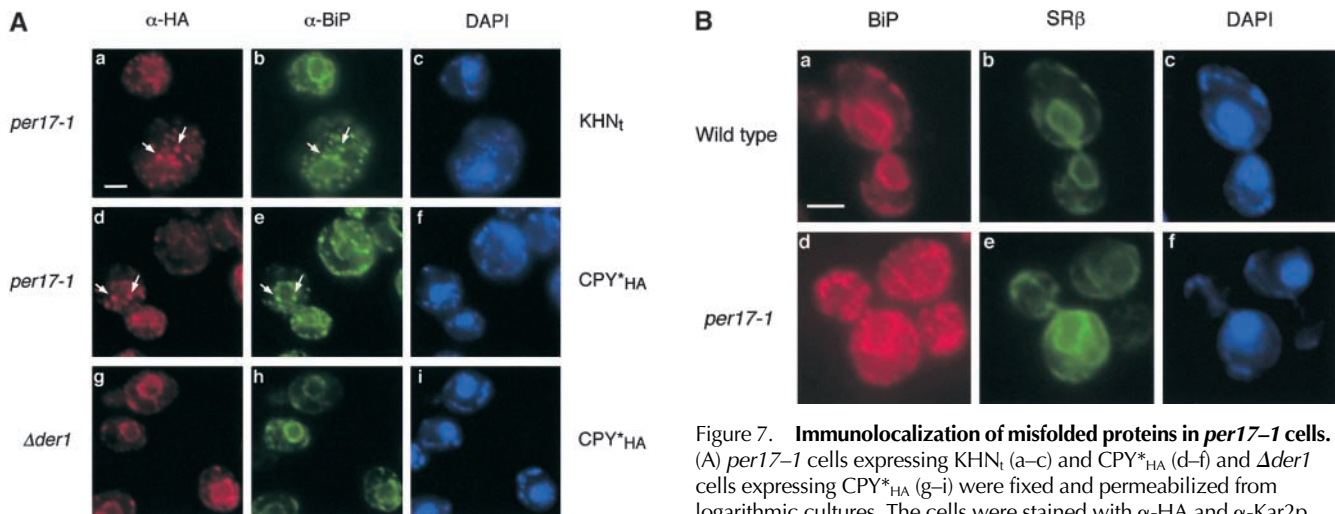 A
α-HA
α-BiP
DAPI
per17-1
a
b
c
KHNt
per17-1
d
e
f
CPY*HA
Δder1
g
h
i
CPY*HA
B
BiP
SRβ
DAPI
Wild type
a
b
c
per17-1
d
e
f
Figure 7. Immunolocalization of misfolded proteins in per17–1 cells.
(A) per17–1 cells expressing KHNt (a–c) and CPY*HA (d–f) and Δder1
cells expressing CPY*HA (g–i) were fixed and permeabilized from
logarithmic cultures. The cells were stained with α-HA and α-Kar2p